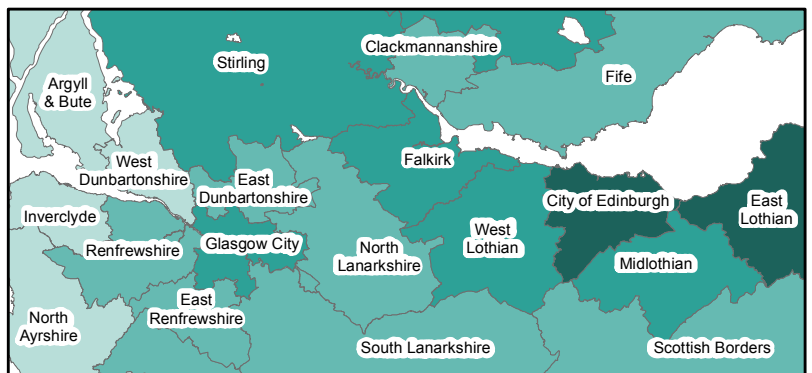 Clackmannanshire
Stirling
Fife
Argyll
& Bute
West
Dunbartonshire
East
Dunbartonshire
Falkirk
City of Edinburgh
East
Lothian
Inverclyde
Renfrewshire
Glasgow City
North
Lanarkshire
West
Lothian
Midlothian
North
Ayrshire
East
Renfrewshire
South Lanarkshire
Scottish Borders